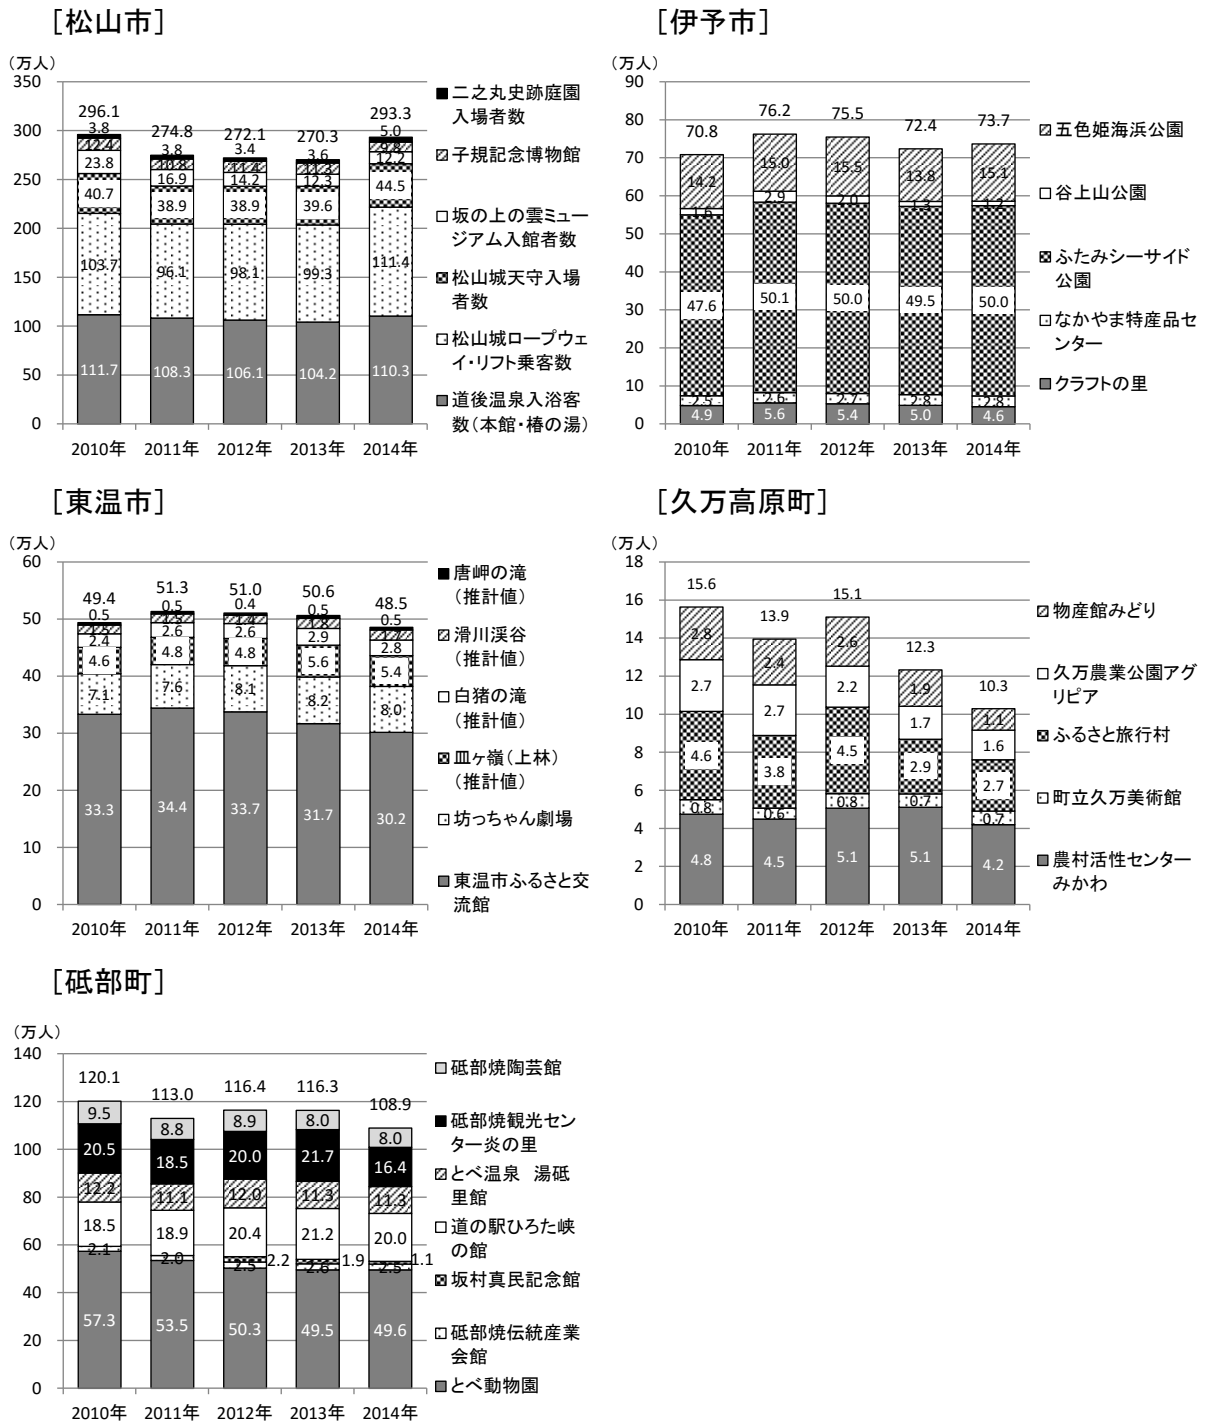 ［松山市］
（万人）
350
300
250
200
150
100
50
0
296.1
274.8
272.1
270.3
293.3
3.8
3.8
3.4
3.6
5.0
12.4
10.8
11.4
11.3
9.8
23.8
16.9
14.2
12.3
12.2
40.7
38.9
38.9
39.6
44.5
103.7
96.1
98.1
99.3
111.4
111.7
108.3
106.1
104.2
110.3
2010年
2011年
2012年
2013年
2014年
二之丸史跡庭園
入場者数
子規記念博物館
坂の上の雲ミュー
ジアム入館者数
松山城天守入場
者数
松山城ロープウェ
イ・リフト乗客数
道後温泉入浴客
数（本館・椿の湯）
［伊予市］
（万人）
90
80
70
60
50
40
30
20
10
0
70.8
76.2
75.5
72.4
73.7
14.2
15.0
15.5
13.8
15.1
1.6
2.9
2.0
1.3
1.2
47.6
50.1
50.0
49.5
50.0
2.5
2.6
2.7
2.8
2.8
4.9
5.6
5.4
5.0
4.6
2010年
2011年
2012年
2013年
2014年
五色姫海浜公園
谷上山公園
ふたみシーサイド
公園
なかやま特産品セ
ンター
クラフトの里
［東温市］
（万人）
60
50
40
30
20
10
0
49.4
51.3
51.0
50.6
48.5
0.5
0.5
0.4
0.5
0.5
1.5
1.5
1.4
1.8
1.7
2.4
2.6
2.6
2.9
2.8
4.6
4.8
4.8
5.6
5.4
7.1
7.6
8.1
8.2
8.0
33.3
34.4
33.7
31.7
30.2
2010年
2011年
2012年
2013年
2014年
唐岬の滝
（推計値）
滑川渓谷
（推計値）
白猪の滝
（推計値）
皿ヶ嶺（上林）
（推計値）
坊っちゃん劇場
東温市ふるさと交
流館
［久万高原町］
（万人）
18
16
14
12
10
8
6
4
2
0
15.6
13.9
15.1
12.3
10.3
2.8
2.4
2.6
1.9
1.1
2.7
2.7
2.2
1.7
1.6
4.6
3.8
4.5
2.9
2.7
0.8
0.6
0.8
0.7
0.7
4.8
4.5
5.1
5.1
4.2
2010年
2011年
2012年
2013年
2014年
物産館みどり
久万農業公園アグ
リピア
ふるさと旅行村
町立久万美術館
農村活性センター
みかわ
［砥部町］
（万人）
140
120
100
80
60
40
20
0
120.1
113.0
116.4
116.3
108.9
9.5
8.8
8.9
8.0
8.0
20.5
18.5
20.0
21.7
16.4
12.2
11.1
12.0
11.3
11.3
18.5
18.9
20.4
21.2
20.0
2.2
1.9
1.1
2.1
2.0
2.5
2.6
2.5
57.3
53.5
50.3
49.5
49.6
2010年
2011年
2012年
2013年
2014年
砥部焼陶芸館
砥部焼観光セン
ター炎の里
とべ温泉　湯砥
里館
道の駅ひろた峡
の館
坂村真民記念館
砥部焼伝統産業
会館
とべ動物園